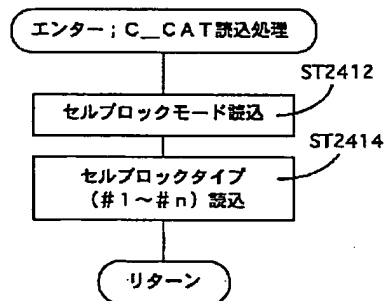 エンター；C＿CAT読込処理
ST2412
セルブロックモード読込
ST2414
セルブロックタイプ
（＃1～＃n）読込
リターン